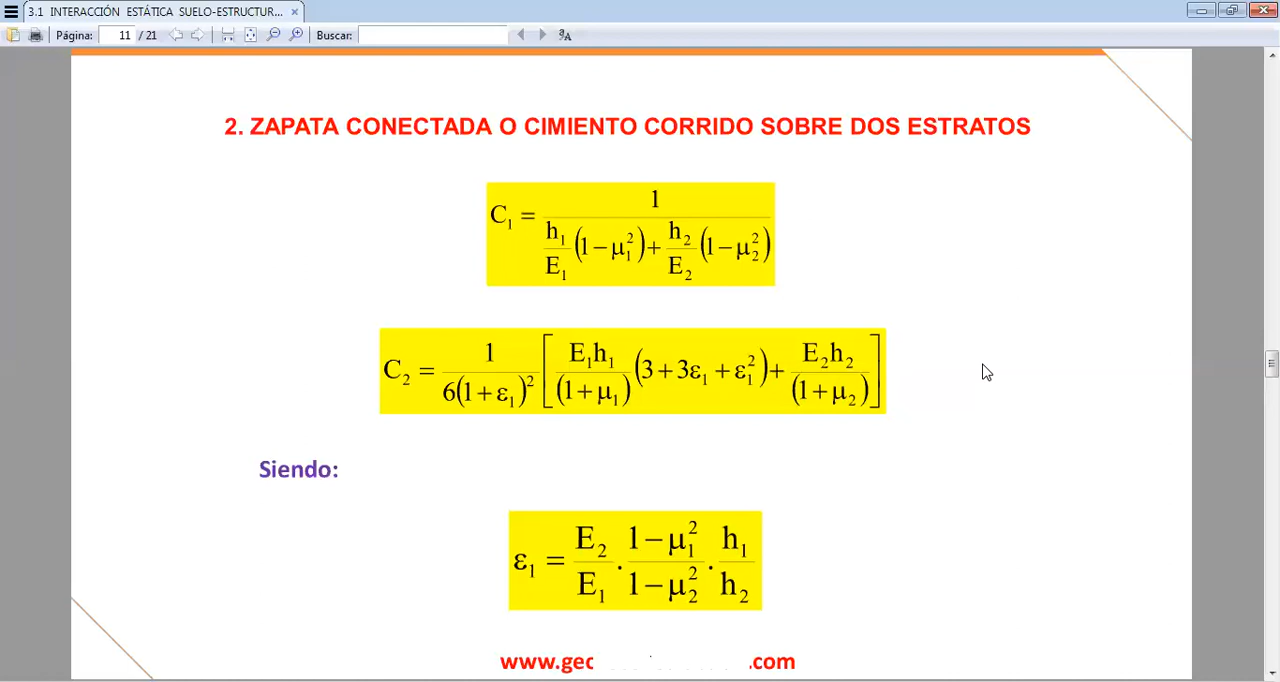 3.1 INTERACCIÓN ESTÁTICA SUELO-ESTRUCTUR...
Página: 11 / 21 Buscar:
2. ZAPATA CONECTADA O CIMIENTO CORRIDO SOBRE DOS ESTRATOS
C₁ = 1 / ( h₁/E₁ (1 − μ₁²) + h₂/E₂ (1 − μ₂²) )
C₂ = 1 / 6(1 + ε₁)² [ E₁h₁ / (1 + μ₁) (3 + 3ε₁ + ε₁²) + E₂h₂ / (1 + μ₂) ]
Siendo:
ε₁ = E₂/E₁ . (1 − μ₁²)/(1 − μ₂²) . h₁/h₂